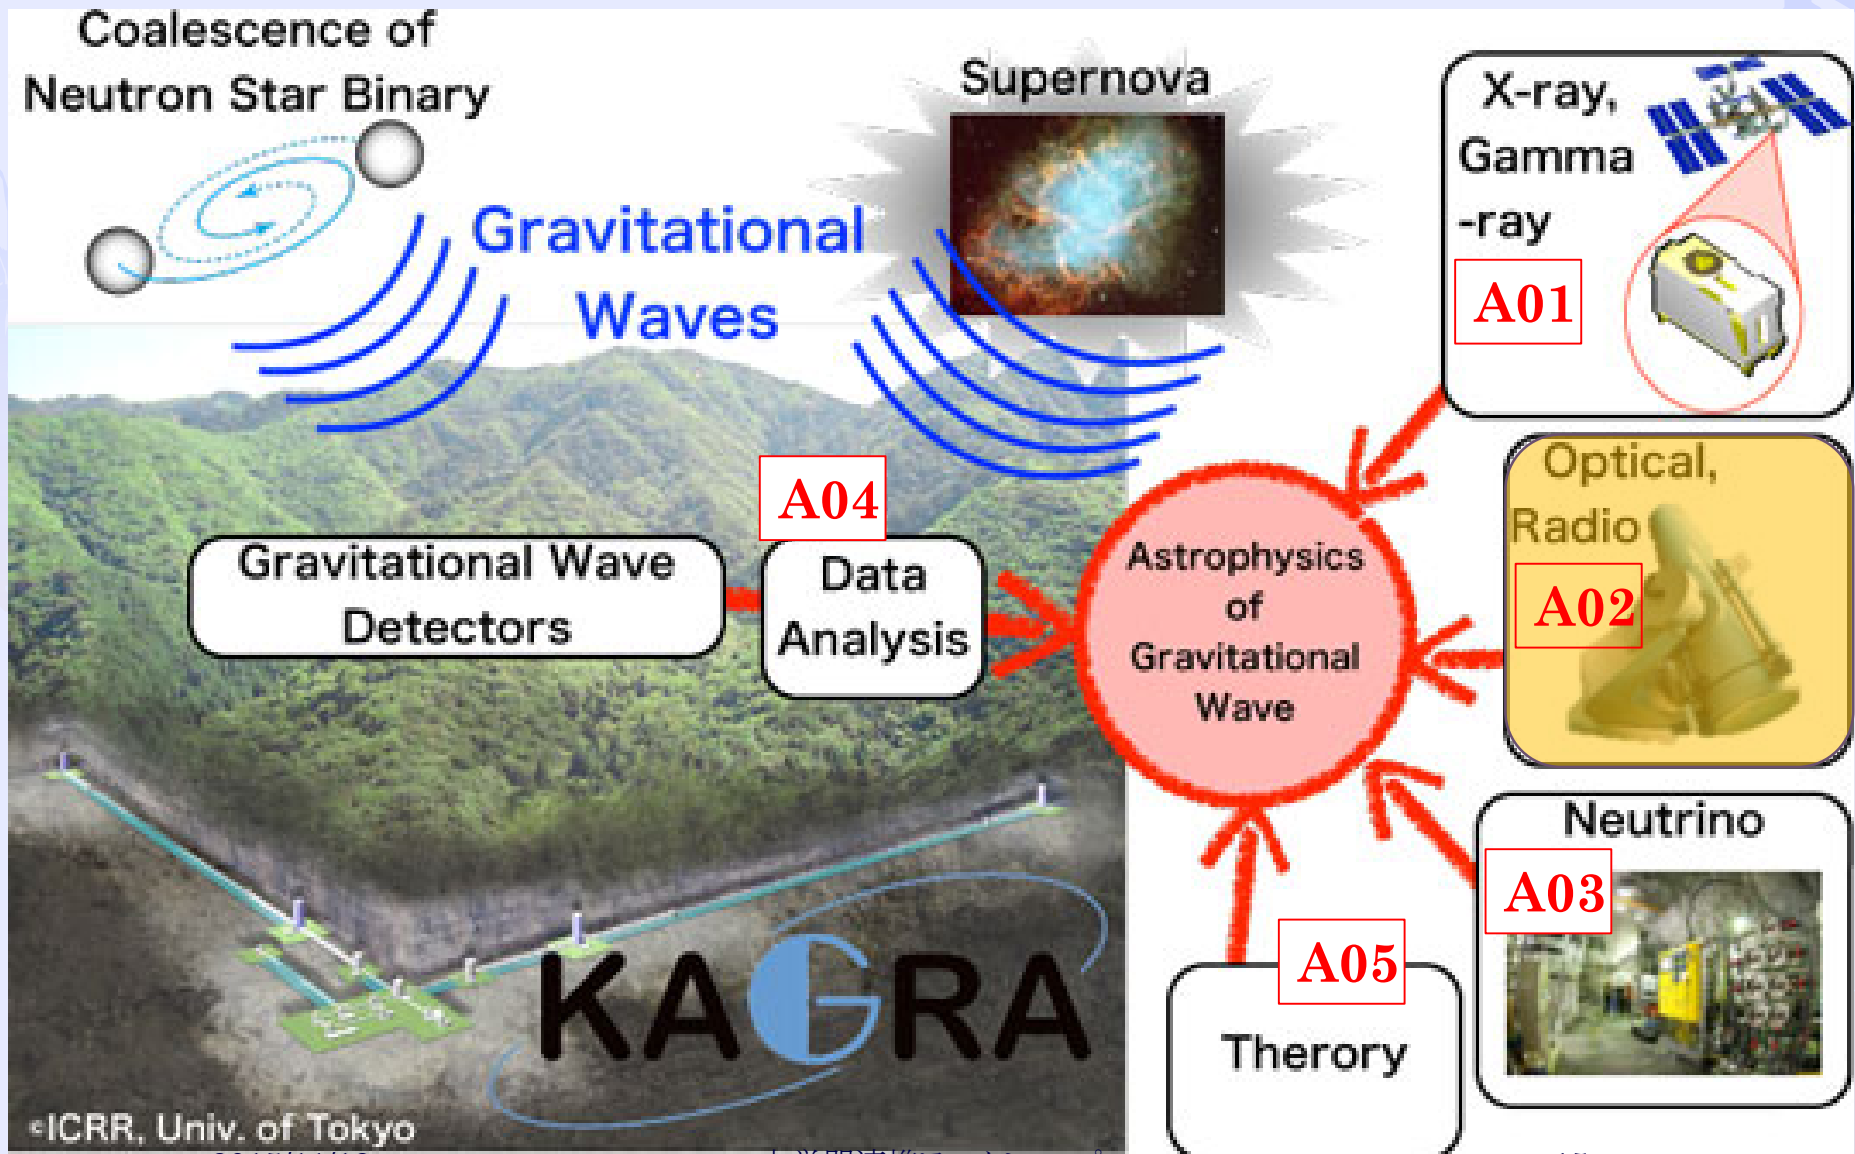 Coalescence of
Neutron Star Binary
Supernova
Gravitational
Waves
X-ray,
Gamma
-ray
A01
Optical,
Radio
A02
A04
Gravitational Wave
Detectors
Data
Analysis
Astrophysics
of
Gravitational
Wave
Neutrino
A03
A05
Therory
KAGRA
©ICRR, Univ. of Tokyo